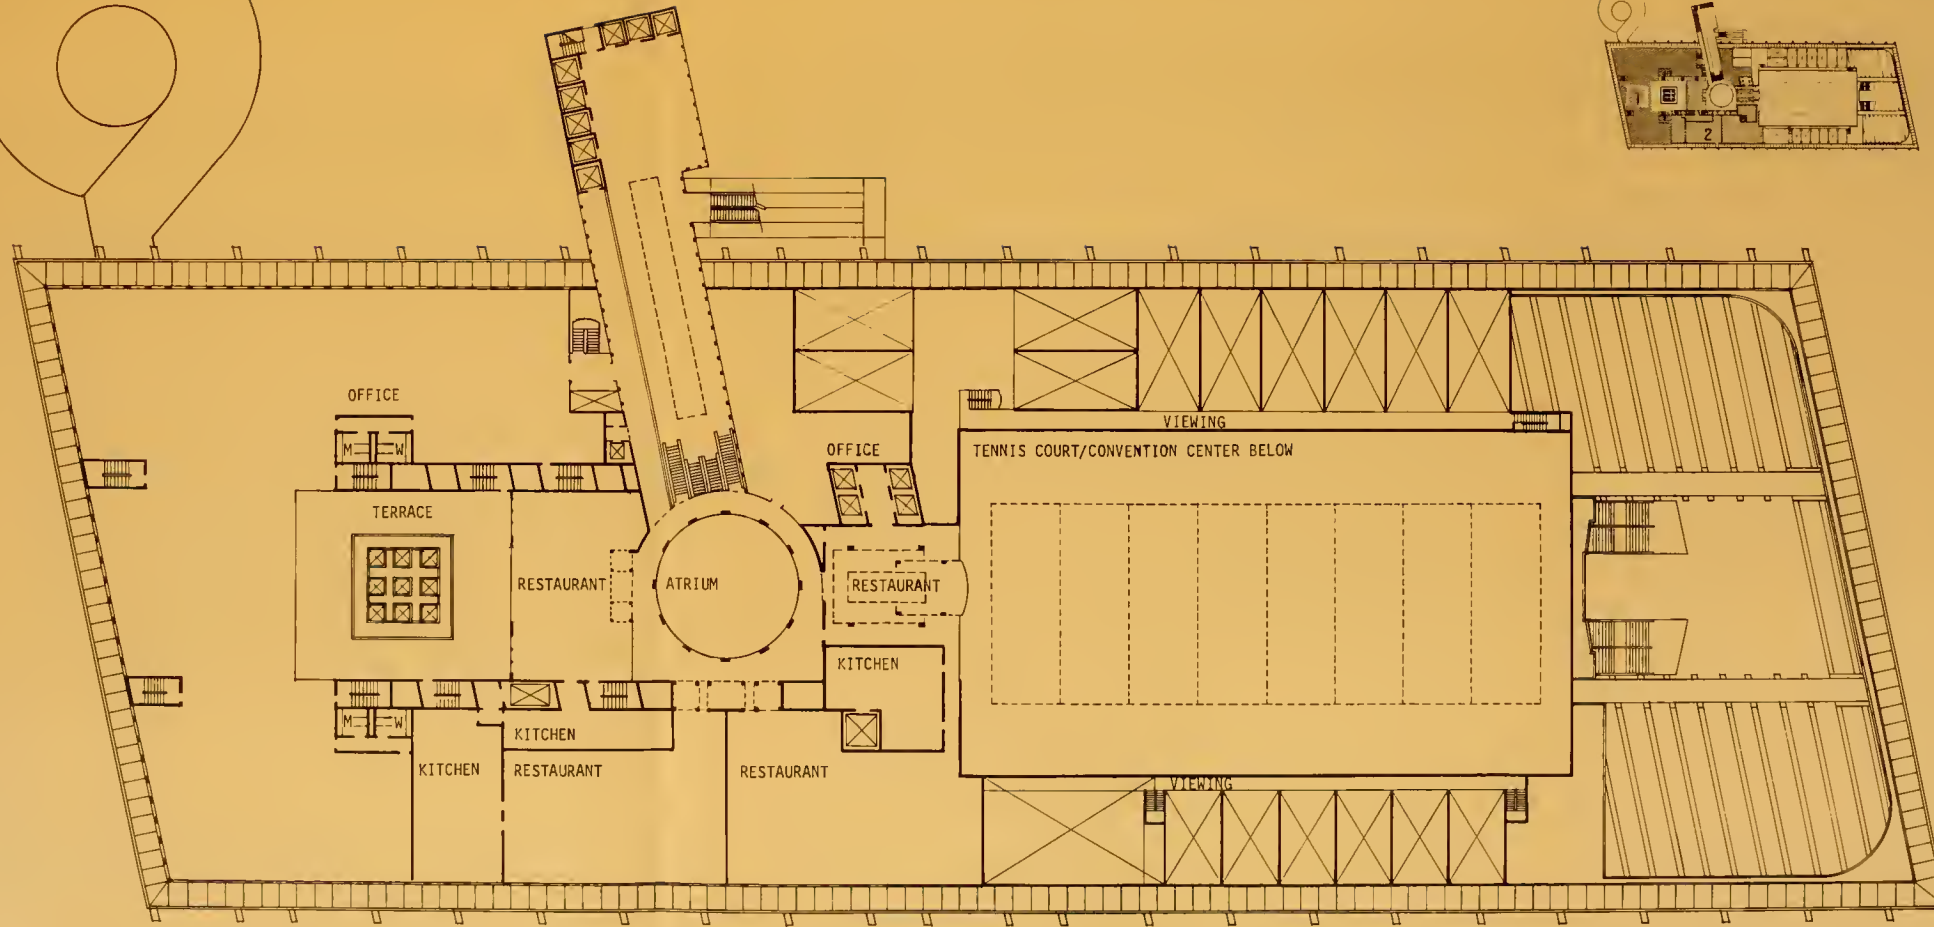 2
OFFICE
VIEWING
M W
OFFICE
TENNIS COURT/CONVENTION CENTER BELOW
TERRACE
RESTAURANT
ATRIUM
RESTAURANT
KITCHEN
M W
KITCHEN
KITCHEN
RESTAURANT
RESTAURANT
VIEWING